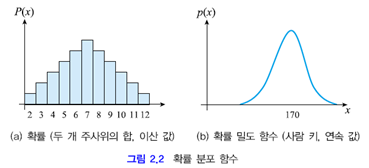 P(x)
p(x)
2 3 4 5 6 7 8 9 10 11 12
170
x
(a) 확률 (두 개 주사위의 합, 이산 값)
(b) 확률 밀도 함수 (사람 키, 연속 값)
그림 2.2 확률 분포 함수